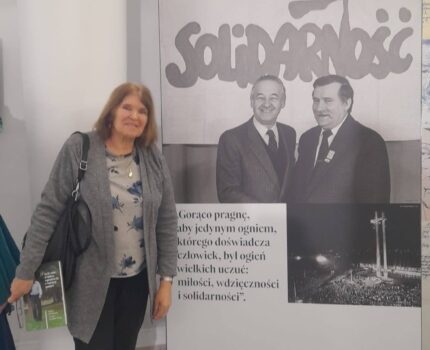 SOLIDARNOŚĆ
„Gorąco pragnę,
aby jedynym ogniem,
którego doświadcza
człowiek, był ogień
wielkich uczuć:
miłości, wdzięczności
i solidarności”.